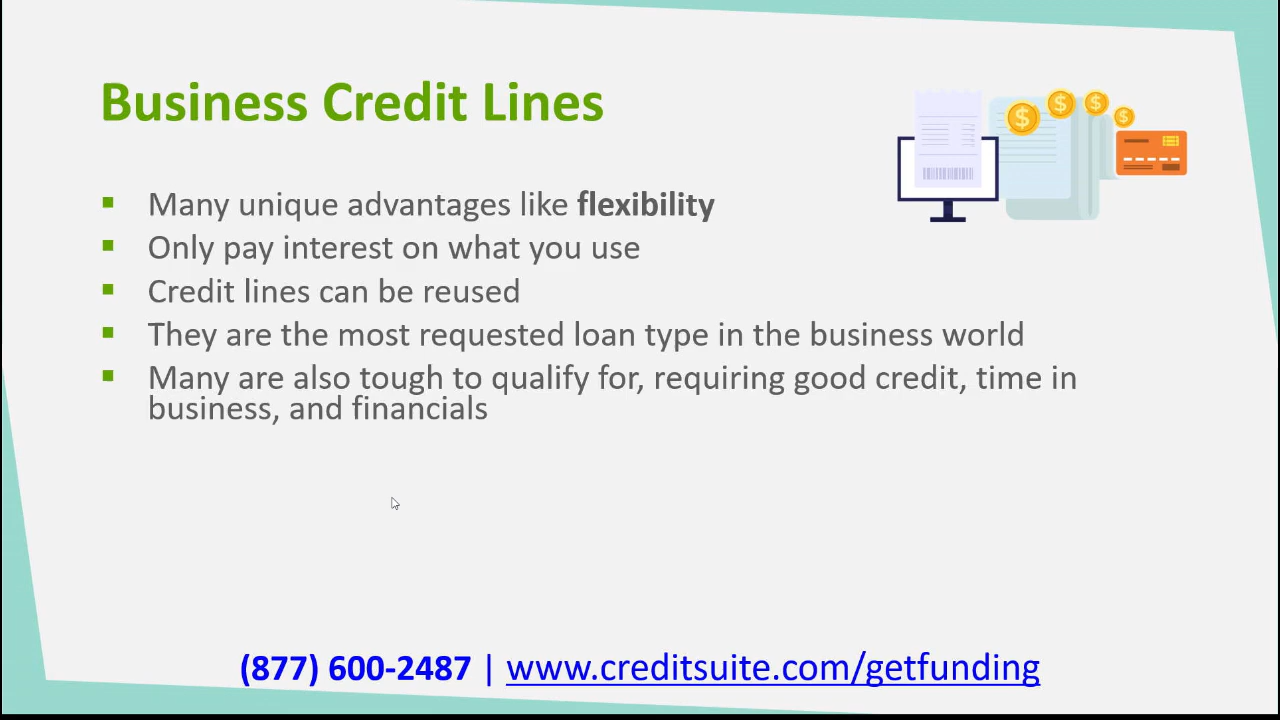 Business Credit Lines
▪ Many unique advantages like flexibility
▪ Only pay interest on what you use
▪ Credit lines can be reused
▪ They are the most requested loan type in the business world
▪ Many are also tough to qualify for, requiring good credit, time in
business, and financials
(877) 600-2487 | www.creditsuite.com/getfunding